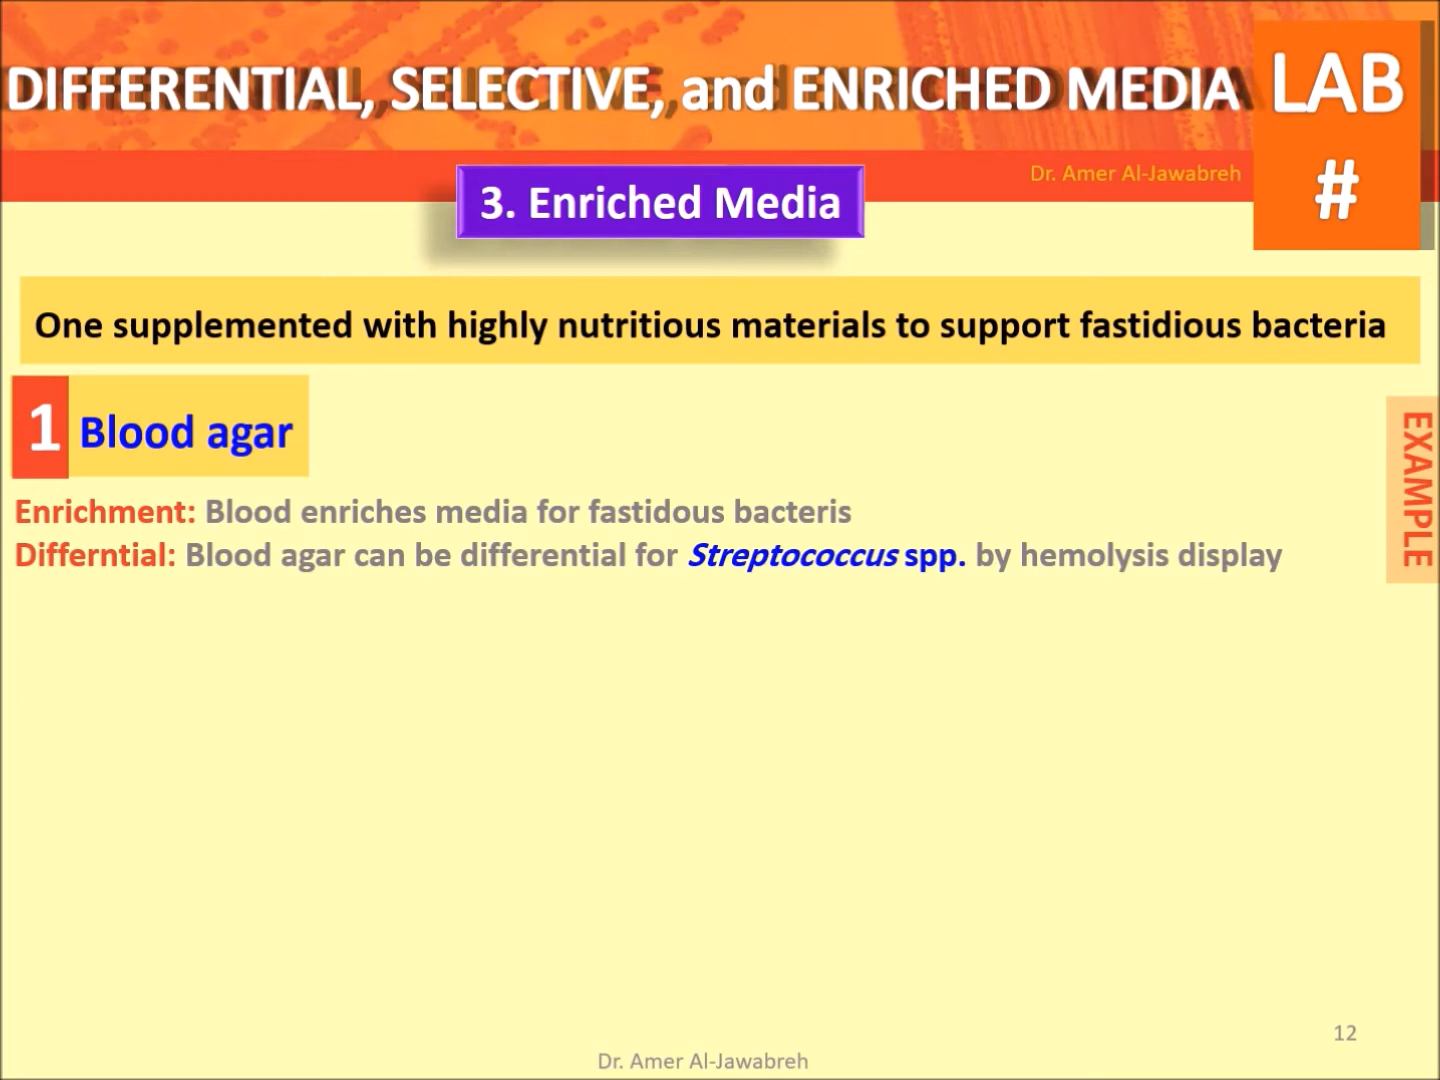 DIFFERENTIAL, SELECTIVE, and ENRICHED MEDIA
LAB
#
Dr. Amer Al-Jawabreh
3. Enriched Media
One supplemented with highly nutritious materials to support fastidious bacteria
1 Blood agar
EXAMPLE
Enrichment: Blood enriches media for fastidous bacteris
Differntial: Blood agar can be differential for Streptococcus spp. by hemolysis display
12
Dr. Amer Al-Jawabreh